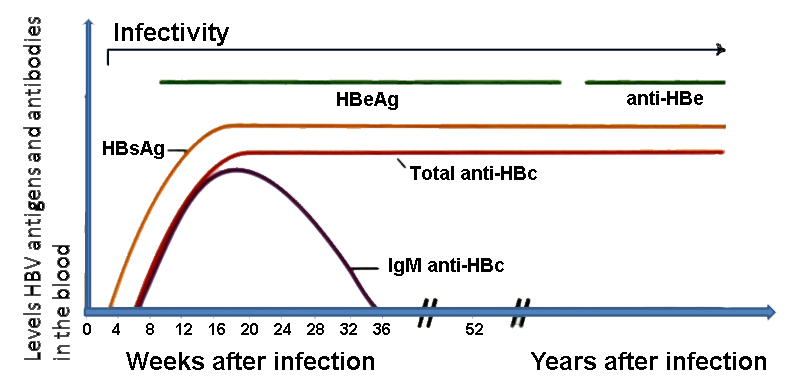 Levels HBV antigens and antibodies
in the blood
Infectivity
HBeAg
anti-HBe
HBsAg
Total anti-HBc
IgM anti-HBc
0 4 8 12 16 20 24 28 32 36 52
Weeks after infection
Years after infection